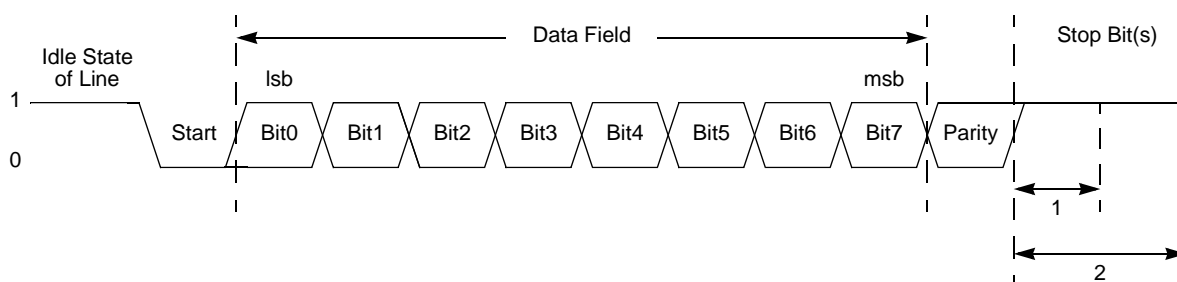 Data Field
Stop Bit(s)
Idle State
of Line
lsb
msb
1
Start
Bit0
Bit1
Bit2
Bit3
Bit4
Bit5
Bit6
Bit7
Parity
0
1
2